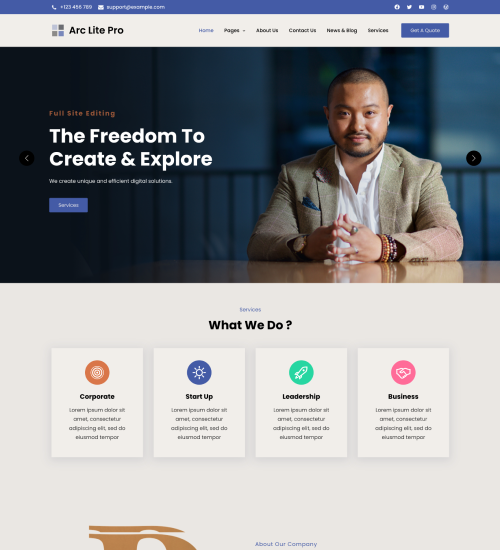 +123 456 789 support@example.com
Arc Lite Pro
Home Pages About Us Contact Us News & Blog Services Get A Quote
Full Site Editing
The Freedom To
Create & Explore
We create unique and efficient digital solutions.
Services
Services
What We Do ?
Corporate
Lorem ipsum dolor sit
amet, consectetur
adipiscing elit, sed do
eiusmod tempor
Start Up
Lorem ipsum dolor sit
amet, consectetur
adipiscing elit, sed do
eiusmod tempor
Leadership
Lorem ipsum dolor sit
amet, consectetur
adipiscing elit, sed do
eiusmod tempor
Business
Lorem ipsum dolor sit
amet, consectetur
adipiscing elit, sed do
eiusmod tempor
About Our Company